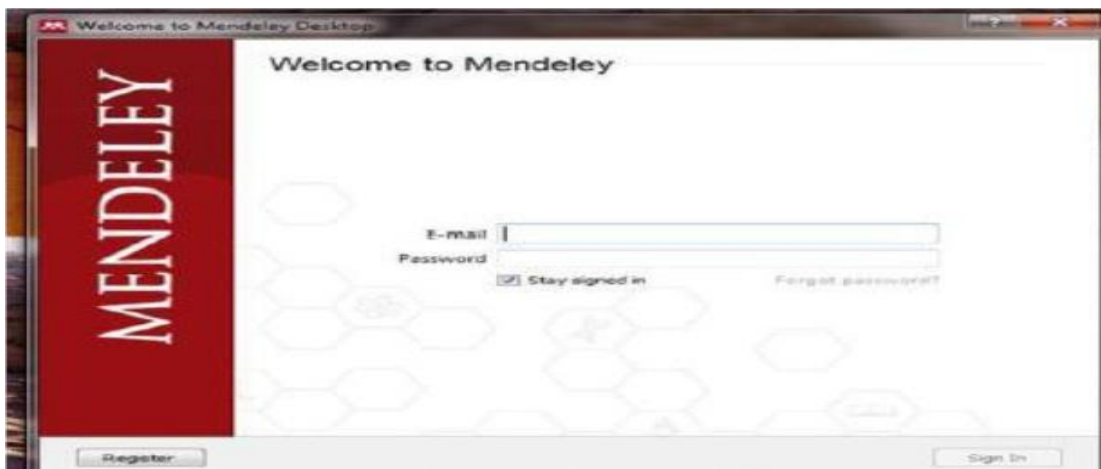 Welcome to Mendeley Desktop
MENDELEY
Welcome to Mendeley
E-mail
Password
Stay signed in
Forgot password?
Register
Sign In